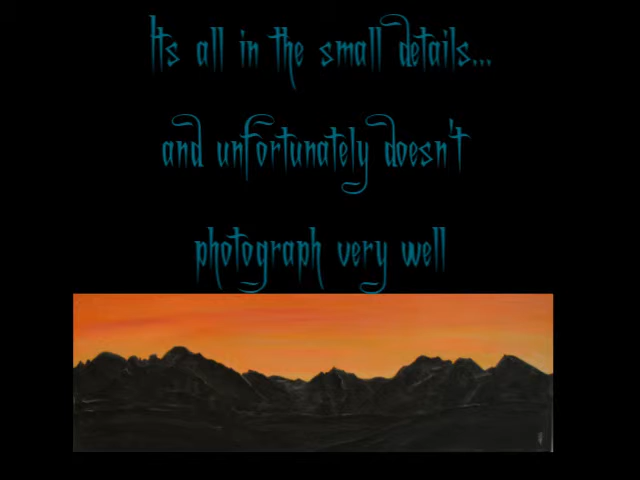 Its all in the small details...
and unfortunately doesn't
photograph very well